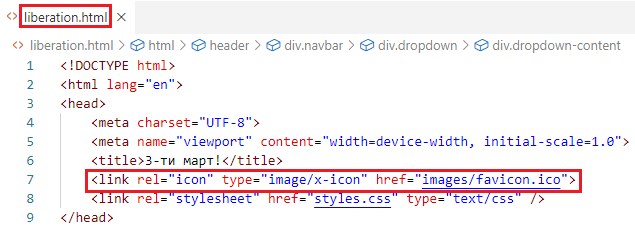 liberation.html
liberation.html > html > header > div.navbar > div.dropdown > div.dropdown-content
1 <!DOCTYPE html>
2 <html lang="en">
3 <head>
4 <meta charset="UTF-8">
5 <meta name="viewport" content="width=device-width, initial-scale=1.0">
6 <title>3-ти март!</title>
7 <link rel="icon" type="image/x-icon" href="images/favicon.ico">
8 <link rel="stylesheet" href="styles.css" type="text/css" />
9 </head>